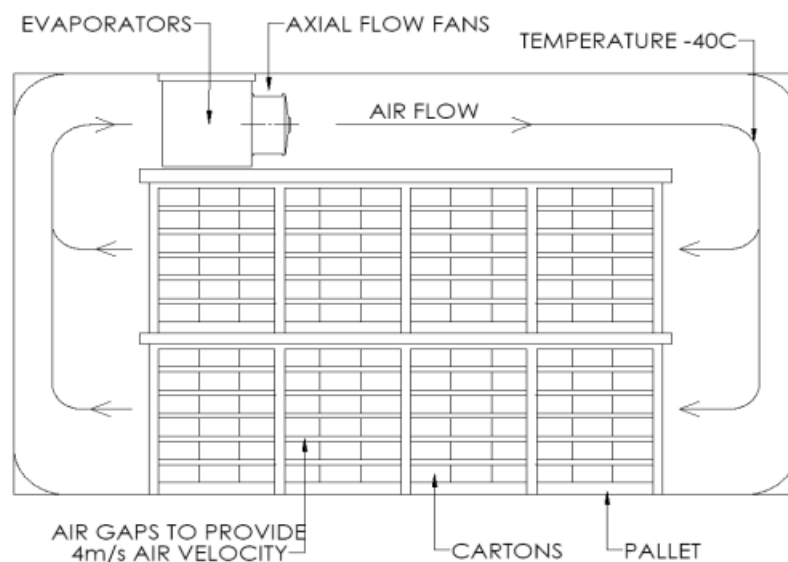 EVAPORATORS
AXIAL FLOW FANS
TEMPERATURE -40C
AIR FLOW
AIR GAPS TO PROVIDE
4m/s AIR VELOCITY
CARTONS
PALLET